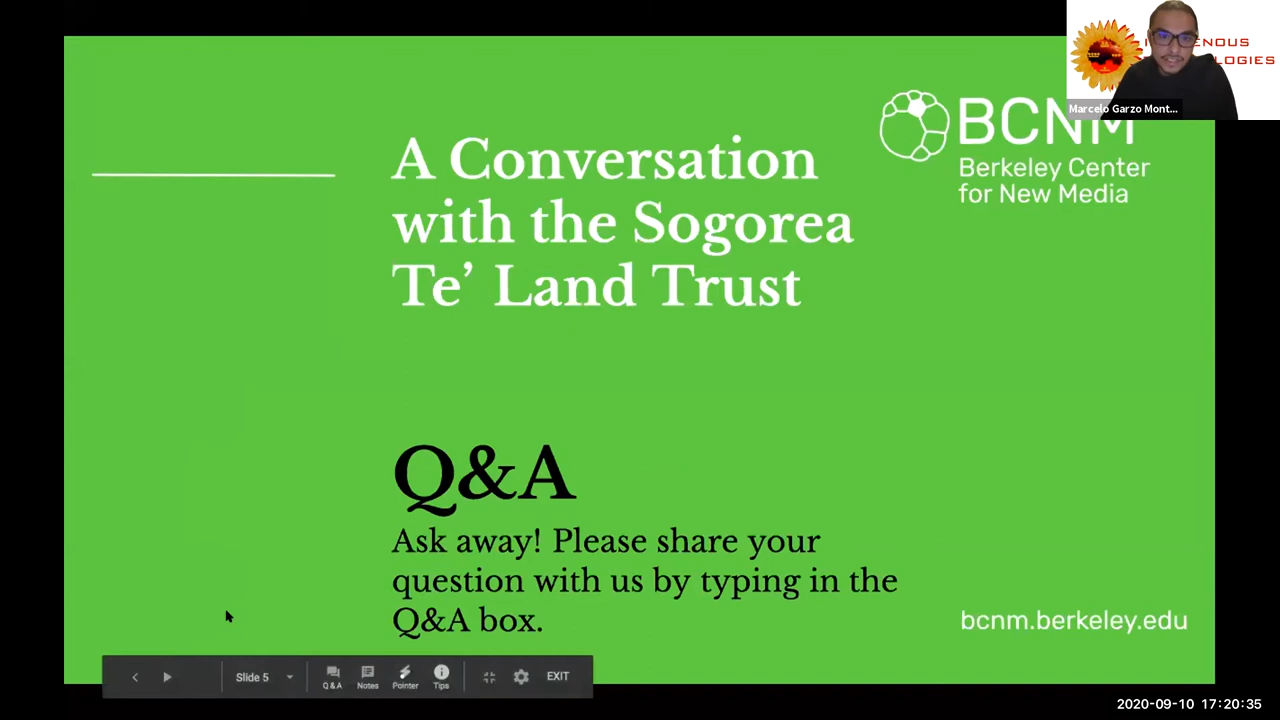 ENOUS
LOGIES
Marcelo Garzo Mont...
BCNM
Berkeley Center
for New Media
A Conversation
with the Sogorea
Te’ Land Trust
Q&A
Ask away! Please share your
question with us by typing in the
Q&A box.
bcnm.berkeley.edu
Slide 5
Q&A
Notes
Pointer
Tips
EXIT
2020-09-10 17:20:35